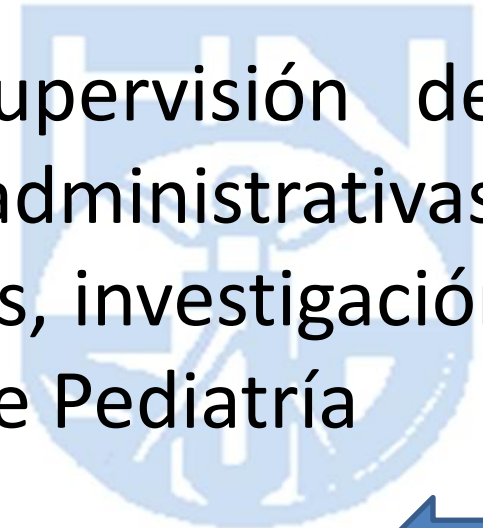 upervisión de
administrativas
s, investigación
e Pediatría